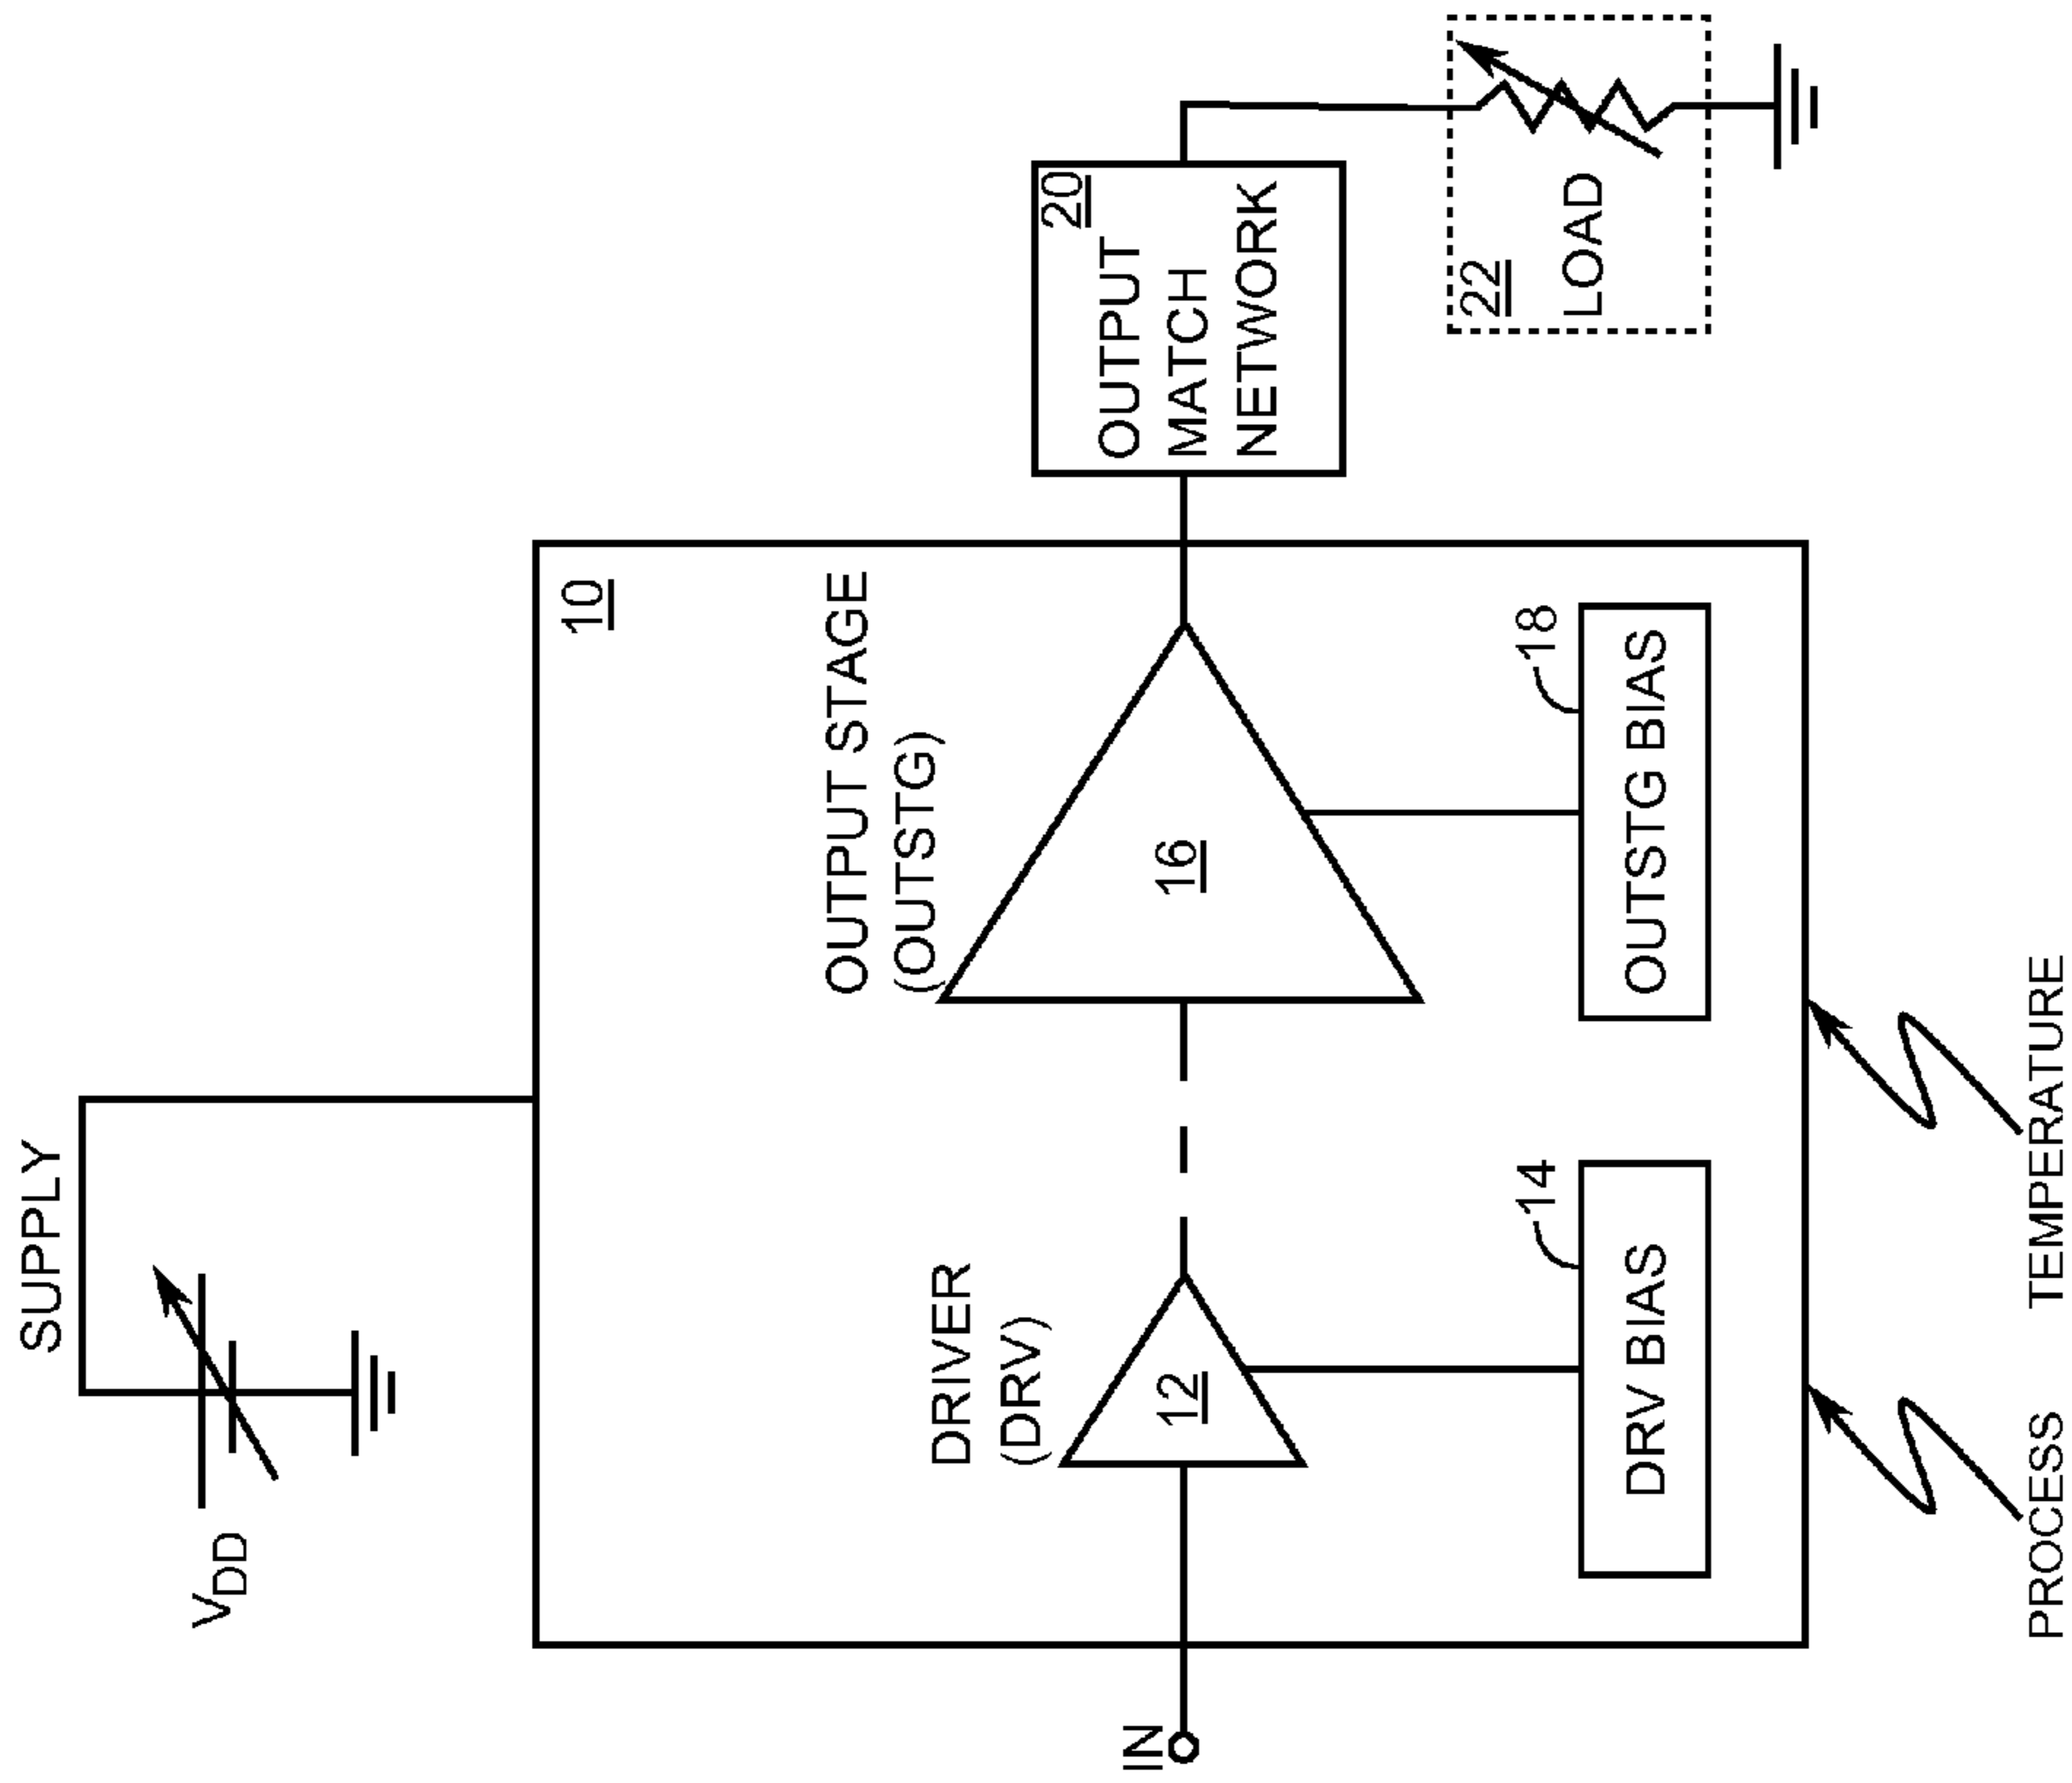 SUPPLY
VDD
10
OUTPUT STAGE
(OUTSTG)
DRIVER
(DRV)
20
OUTPUT
MATCH
NETWORK
IN
12
16
22
LOAD
14
DRV BIAS
18
OUTSTG BIAS
PROCESS
TEMPERATURE